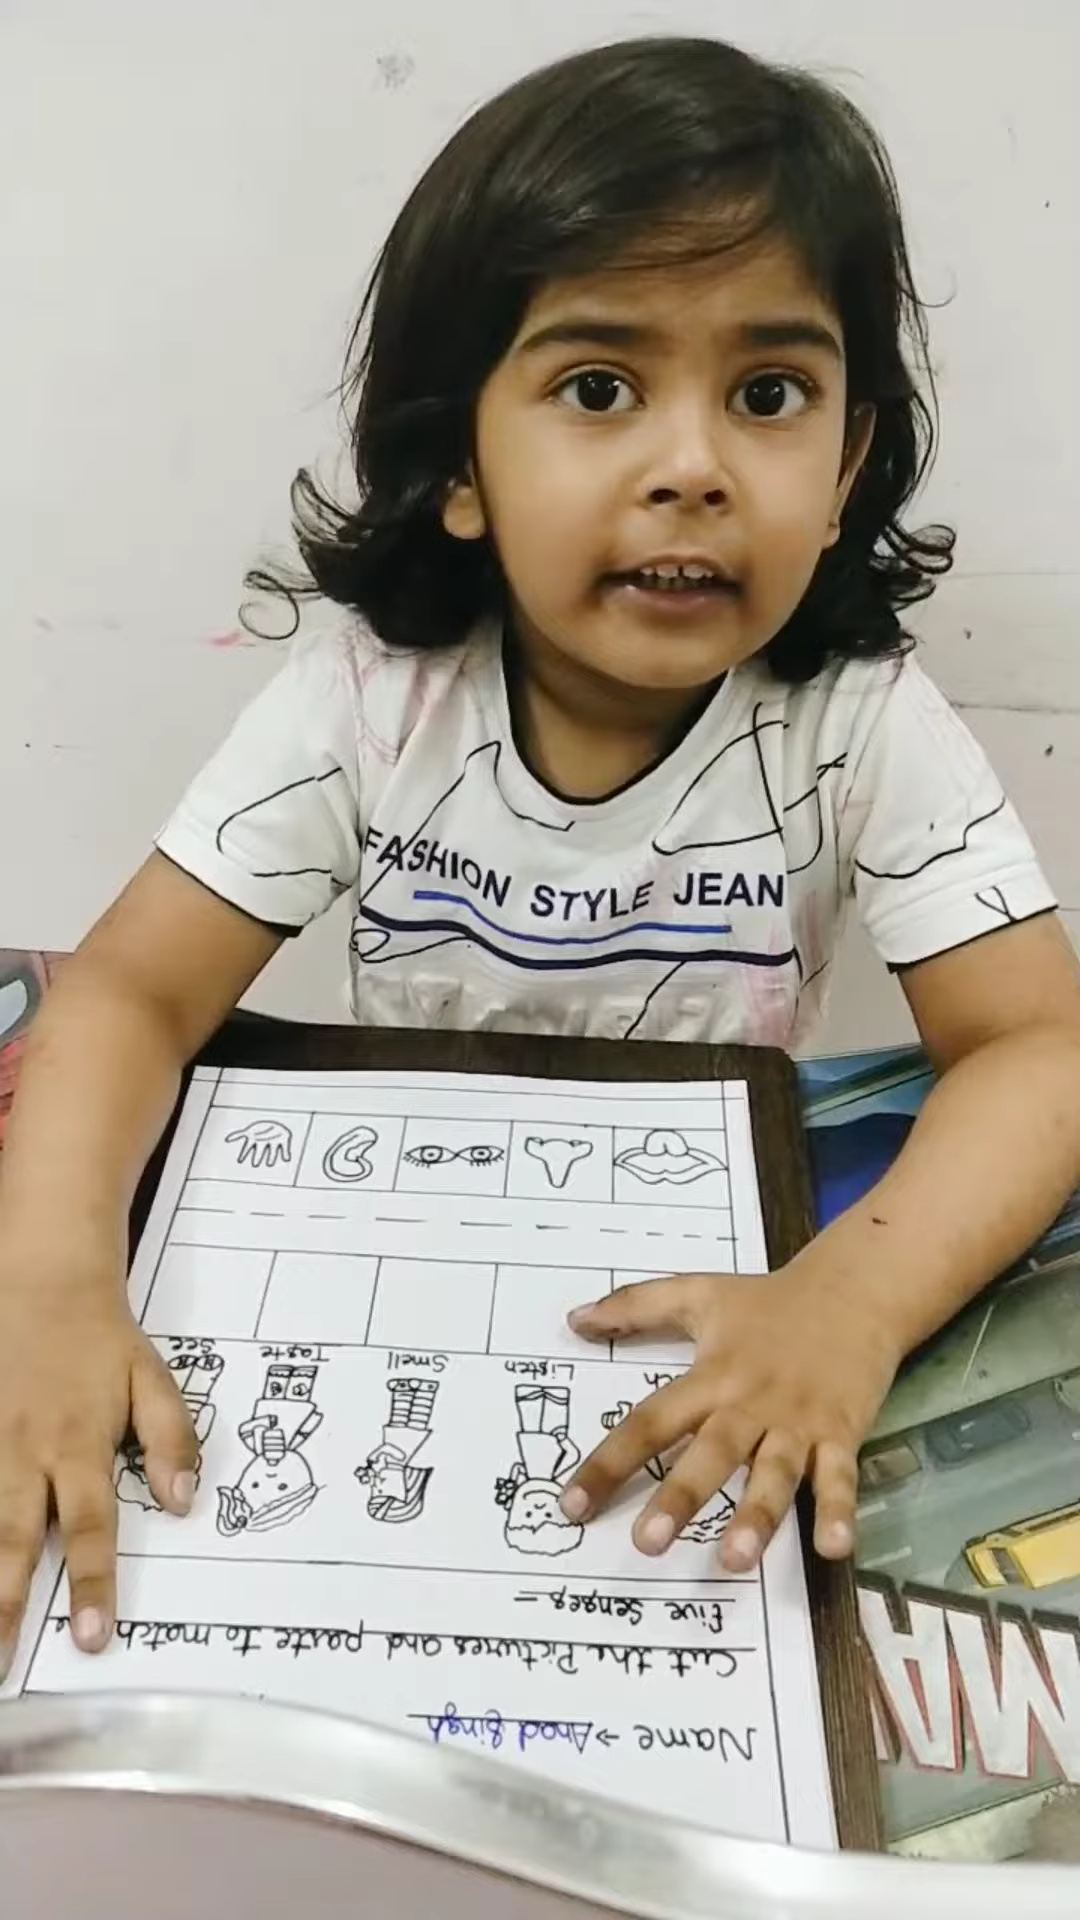 FASHION STYLE JEAN
Name → Anad Singh
Cut the Pictures and paste to match
Five Senses —
Listen Smell Taste See